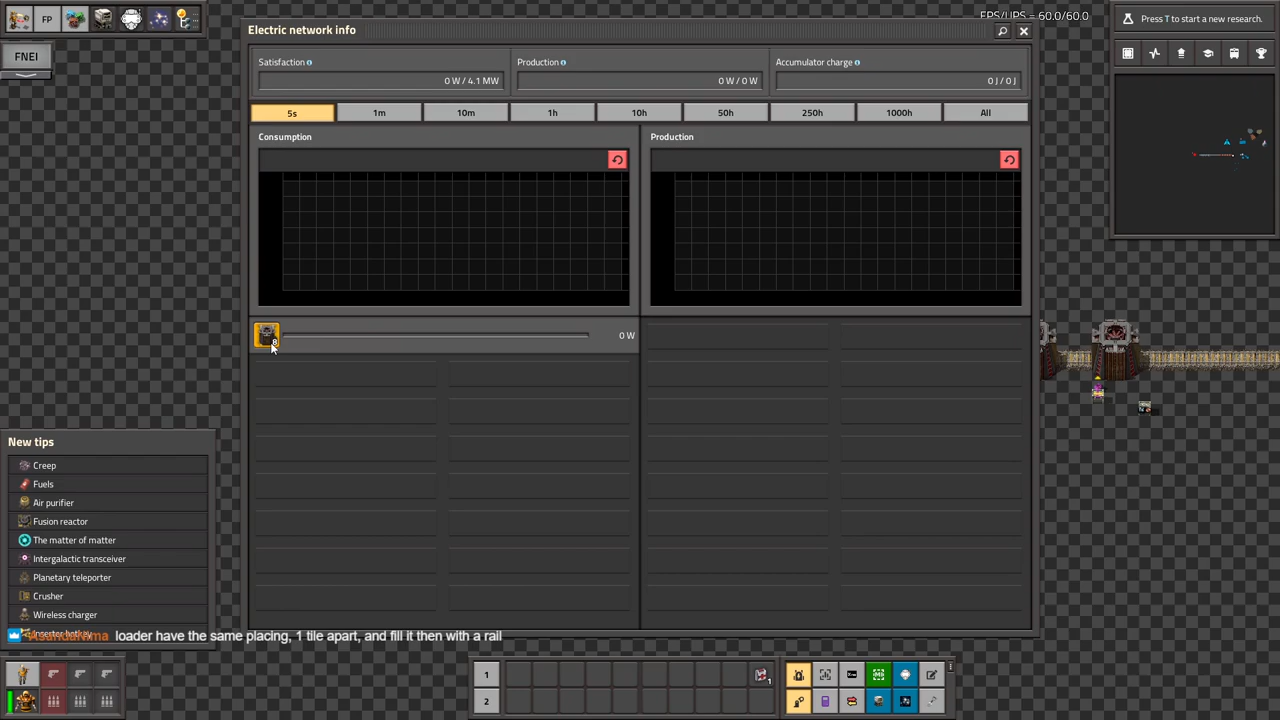 FP
FNEI
Electric network info
EPS/UPS = 60.0/60.0
Press T to start a new research.
Satisfaction
0 W / 4.1 MW
Production
0 W / 0 W
Accumulator charge
0 J / 0 J
5s
1m
10m
1h
10h
50h
250h
1000h
All
Consumption
Production
8
0 W
New tips
Creep
Fuels
Air purifier
Fusion reactor
The matter of matter
Intergalactic transceiver
Planetary teleporter
Crusher
Wireless charger
loader have the same placing, 1 tile apart, and fill it then with a rail
1
1
2